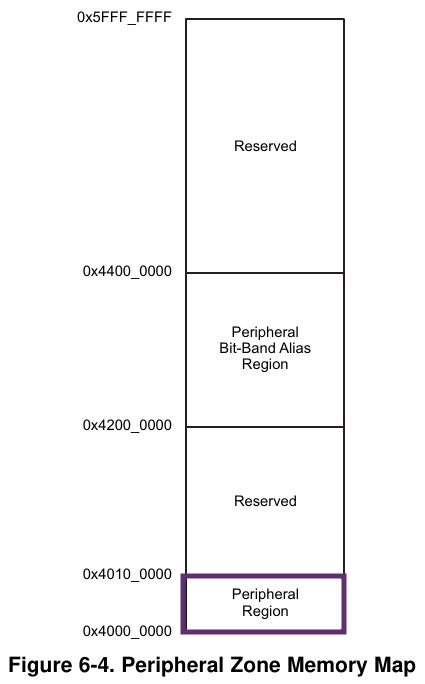 0x5FFF_FFFF
Reserved
0x4400_0000
Peripheral
Bit-Band Alias
Region
0x4200_0000
Reserved
0x4010_0000
Peripheral
Region
0x4000_0000
Figure 6-4. Peripheral Zone Memory Map